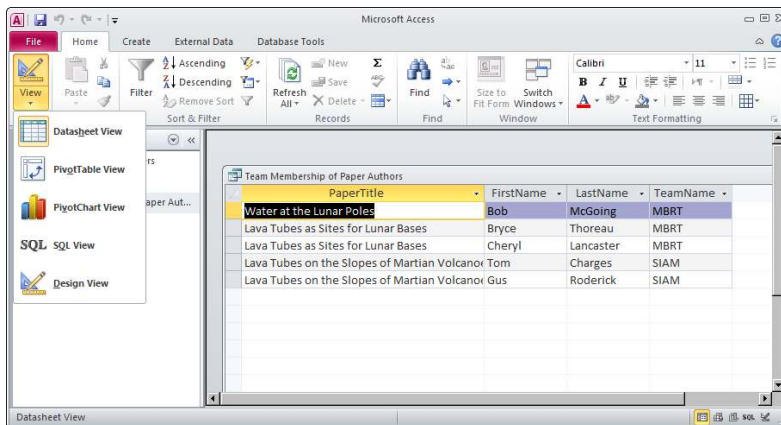 Microsoft Access
File Home Create External Data Database Tools
View
Paste
Filter
Ascending
Descending
Remove Sort
Sort & Filter
Refresh All
New
Save
Delete
Records
Find
Find
Size to Fit Form
Switch Windows
Window
Calibri 11
B I U
Text Formatting
Datasheet View
PivotTable View
PivotChart View
SQL SQL View
Design View
aper Aut...
Team Membership of Paper Authors
PaperTitle FirstName LastName TeamName
Water at the Lunar Poles Bob McGoing MBRT
Lava Tubes as Sites for Lunar Bases Bryce Thoreau MBRT
Lava Tubes as Sites for Lunar Bases Cheryl Lancaster MBRT
Lava Tubes on the Slopes of Martian Volcano Tom Charges SIAM
Lava Tubes on the Slopes of Martian Volcano Gus Roderick SIAM
Datasheet View
SQL